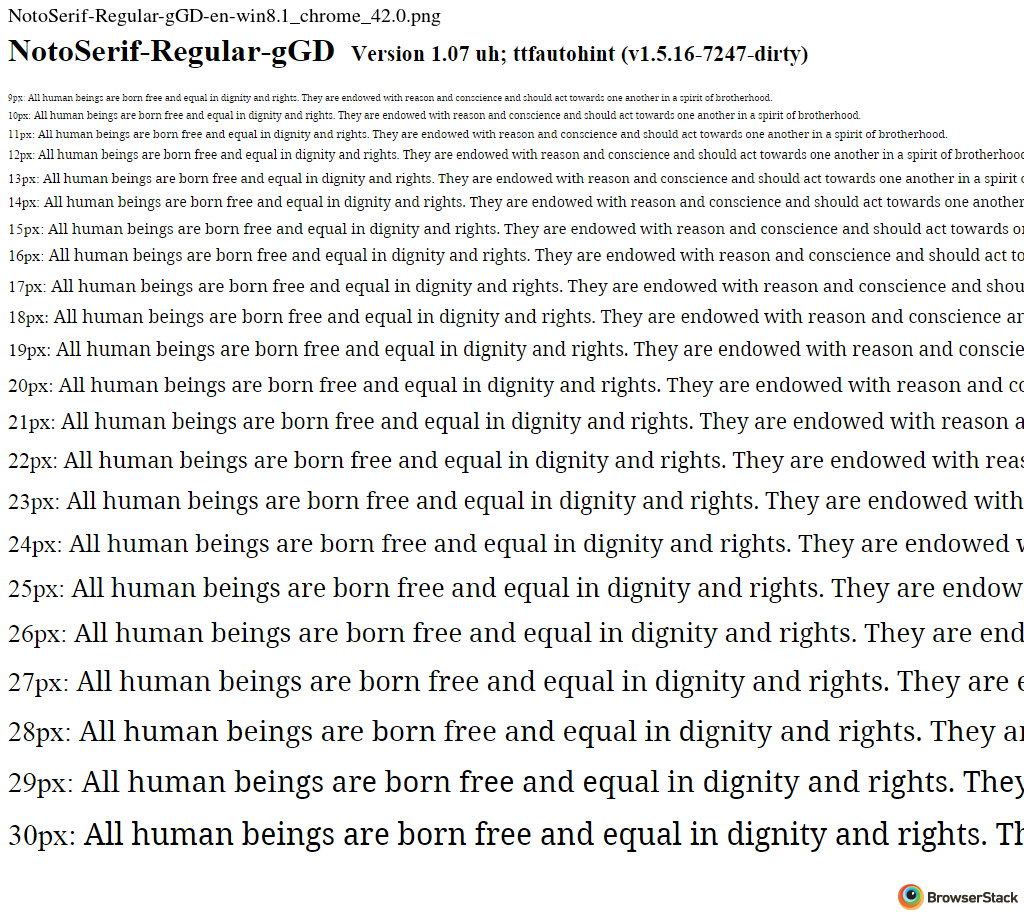 NotoSerif-Regular-gGD-en-win8.1_chrome_42.0.png
NotoSerif-Regular-gGD Version 1.07 uh; ttfautohint (v1.5.16-7247-dirty)
9px: All human beings are born free and equal in dignity and rights. They are endowed with reason and conscience and should act towards one another in a spirit of brotherhood.
10px: All human beings are born free and equal in dignity and rights. They are endowed with reason and conscience and should act towards one another in a spirit of brotherhood.
11px: All human beings are born free and equal in dignity and rights. They are endowed with reason and conscience and should act towards one another in a spirit of brotherhood.
12px: All human beings are born free and equal in dignity and rights. They are endowed with reason and conscience and should act towards one another in a spirit of brotherhoo
13px: All human beings are born free and equal in dignity and rights. They are endowed with reason and conscience and should act towards one another in a spirit
14px: All human beings are born free and equal in dignity and rights. They are endowed with reason and conscience and should act towards one another
15px: All human beings are born free and equal in dignity and rights. They are endowed with reason and conscience and should act towards
16px: All human beings are born free and equal in dignity and rights. They are endowed with reason and conscience and should act to
17px: All human beings are born free and equal in dignity and rights. They are endowed with reason and conscience and shou
18px: All human beings are born free and equal in dignity and rights. They are endowed with reason and conscience
19px: All human beings are born free and equal in dignity and rights. They are endowed with reason and conscie
20px: All human beings are born free and equal in dignity and rights. They are endowed with reason and co
21px: All human beings are born free and equal in dignity and rights. They are endowed with reason a
22px: All human beings are born free and equal in dignity and rights. They are endowed with reas
23px: All human beings are born free and equal in dignity and rights. They are endowed with
24px: All human beings are born free and equal in dignity and rights. They are endowed
25px: All human beings are born free and equal in dignity and rights. They are endow
26px: All human beings are born free and equal in dignity and rights. They are end
27px: All human beings are born free and equal in dignity and rights. They are
28px: All human beings are born free and equal in dignity and rights. They a
29px: All human beings are born free and equal in dignity and rights. They
30px: All human beings are born free and equal in dignity and rights. Th
BrowserStack